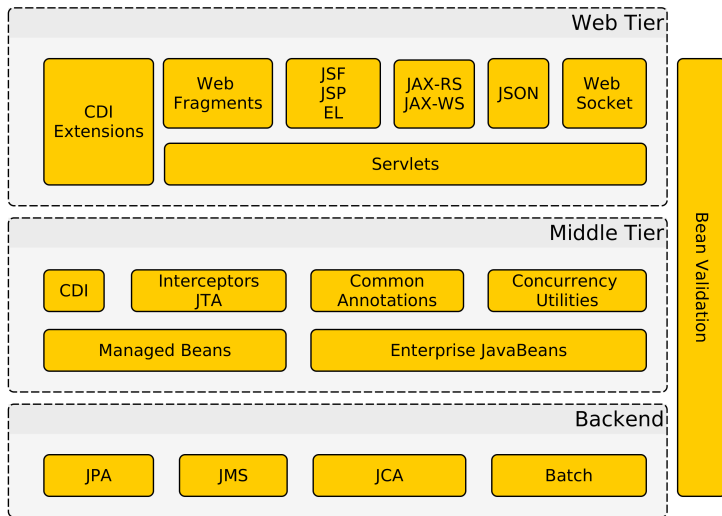 Web Tier
CDI
Extensions
Web
Fragments
JSF
JSP
EL
JAX-RS
JAX-WS
JSON
Web
Socket
Servlets
Middle Tier
CDI
Interceptors
JTA
Common
Annotations
Concurrency
Utilities
Managed Beans
Enterprise JavaBeans
Backend
JPA
JMS
JCA
Batch
Bean Validation